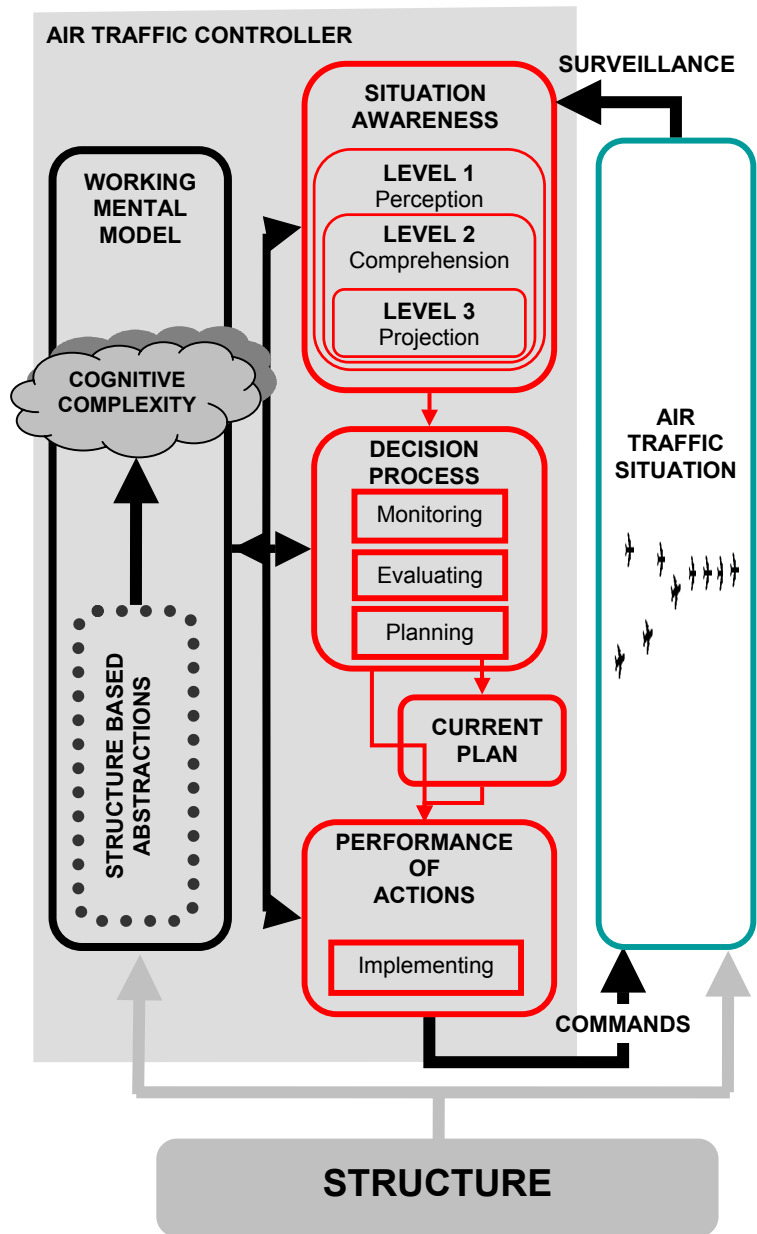 AIR TRAFFIC CONTROLLER
SURVEILLANCE
SITUATION
AWARENESS
LEVEL 1
Perception
LEVEL 2
Comprehension
LEVEL 3
Projection
WORKING
MENTAL
MODEL
COGNITIVE
COMPLEXITY
STRUCTURE BASED
ABSTRACTIONS
DECISION
PROCESS
Monitoring
Evaluating
Planning
CURRENT
PLAN
PERFORMANCE
OF
ACTIONS
Implementing
AIR
TRAFFIC
SITUATION
COMMANDS
STRUCTURE